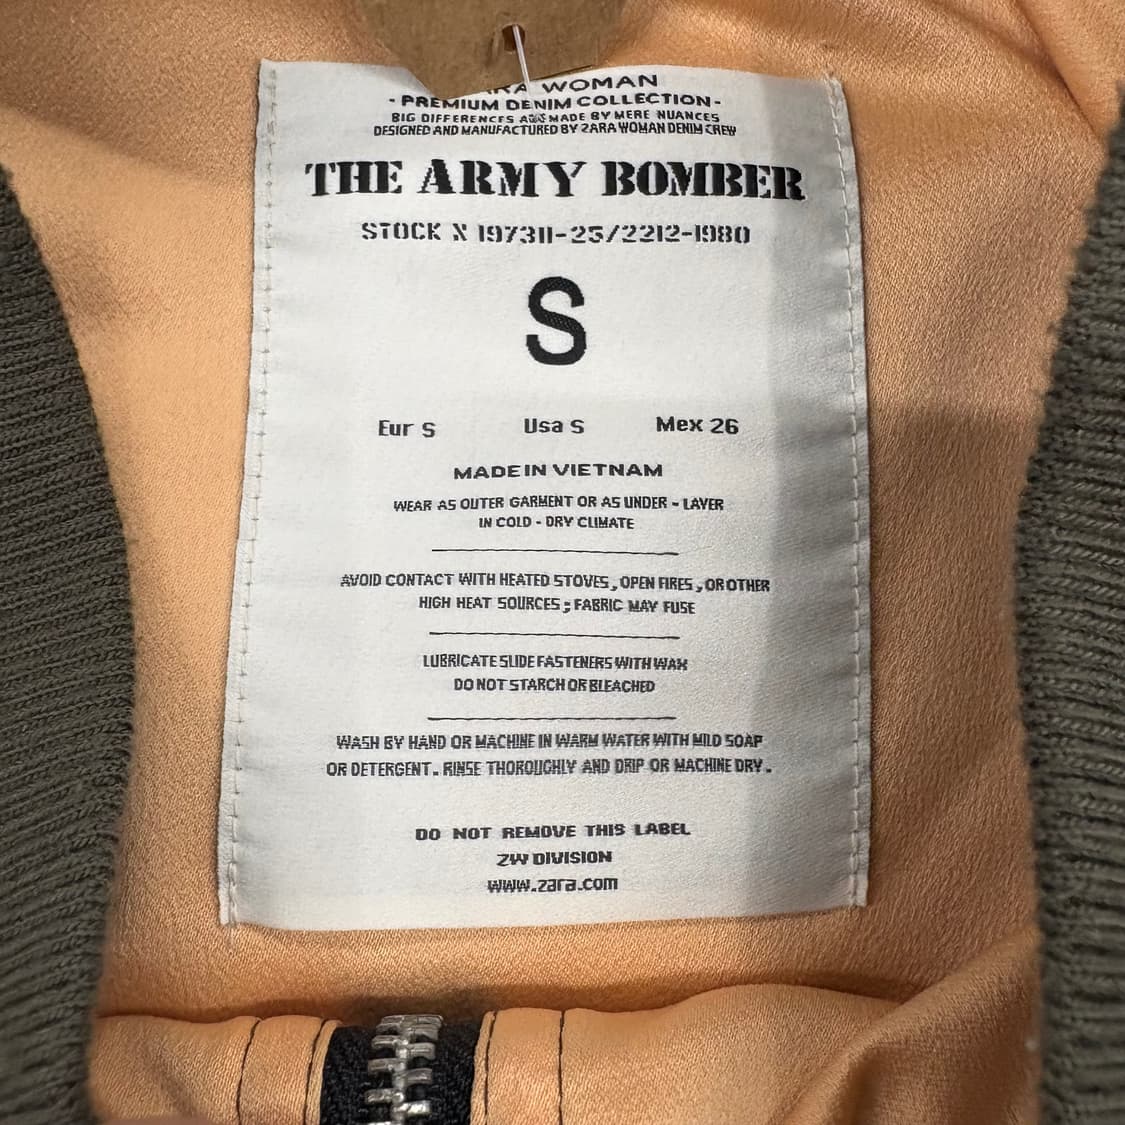 WOMAN
- PREMIUM DENIM COLLECTION -
BIG DIFFERENCES ARE MADE BY MERE NUANCES
DESIGNED AND MANUFACTURED BY ZARA WOMAN DENIM CREW
THE ARMY BOMBER
STOCK X 197311-25/2212-1980
S
Eur S Usa S Mex 26
MADE IN VIETNAM
WEAR AS OUTER GARMENT OR AS UNDER - LAYER
IN COLD - DRY CLIMATE
AVOID CONTACT WITH HEATED STOVES, OPEN FIRES, OR OTHER
HIGH HEAT SOURCES; FABRIC MAY FUSE
LUBRICATE SLIDE FASTENERS WITH WAX
DO NOT STARCH OR BLEACHED
WASH BY HAND OR MACHINE IN WARM WATER WITH MILD SOAP
OR DETERGENT. RINSE THOROUGHLY AND DRIP OR MACHINE DRY.
DO NOT REMOVE THIS LABEL
ZW DIVISION
www.zara.com